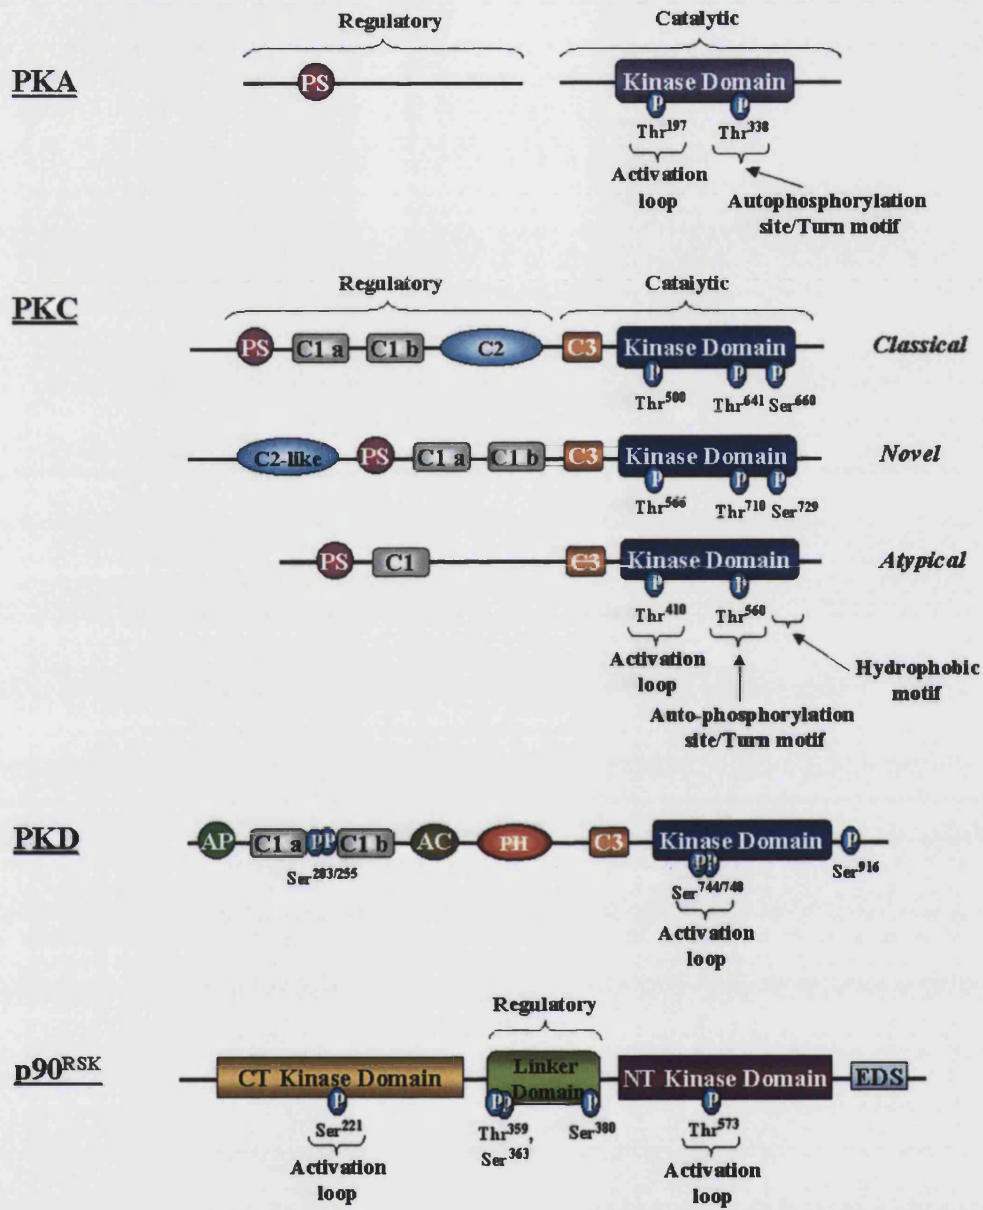 Regulatory
Catalytic
PKA
PS
Kinase Domain
P
P
Thr197
Thr338
Activation
loop
Autophosphorylation
site/Turn motif
PKC
Regulatory
Catalytic
PS
C1 a
C1 b
C2
C3
Kinase Domain
Classical
P
P
P
Thr500
Thr641
Ser660
C2-like
PS
C1 a
C1 b
C3
Kinase Domain
Novel
P
P
P
Thr566
Thr710
Ser729
PS
C1
C3
Kinase Domain
Atypical
P
P
Thr410
Thr560
Activation
loop
Hydrophobic
motif
Auto-phosphorylation
site/Turn motif
PKD
AP
C1 a
P
P
C1 b
AC
PH
C3
Kinase Domain
P
Ser203/255
P
P
Ser916
Ser744/748
Activation
loop
Regulatory
p90RSK
CT Kinase Domain
Linker
Domain
NT Kinase Domain
EDS
P
P
P
P
P
Ser221
Thr359,
Ser363
Ser380
Thr573
Activation
loop
Activation
loop